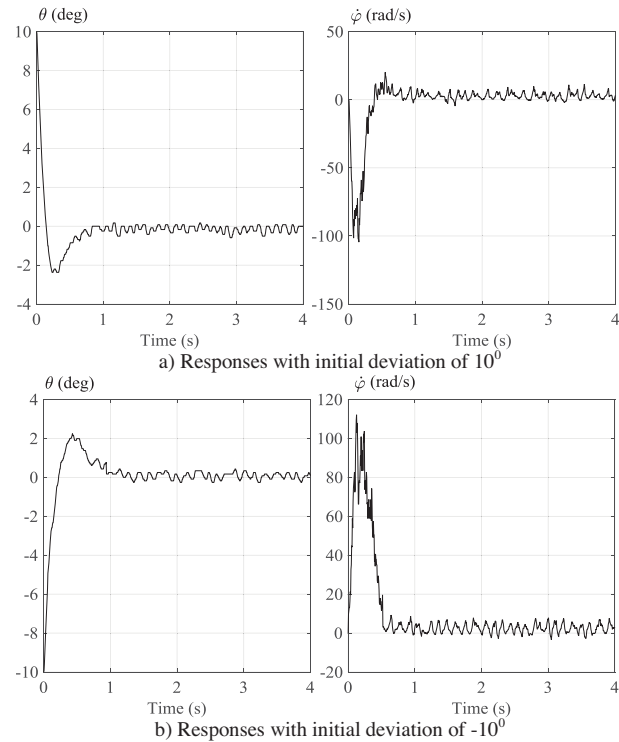 θ (deg)
10
8
6
4
2
0
-2
-4
0 1 2 3 4
Time (s)
φ̇ (rad/s)
50
0
-50
-100
-150
0 1 2 3 4
Time (s)
a) Responses with initial deviation of 10⁰
θ (deg)
4
2
0
-2
-4
-6
-8
-10
0 1 2 3 4
Time (s)
φ̇ (rad/s)
120
100
80
60
40
20
0
-20
0 1 2 3 4
Time (s)
b) Responses with initial deviation of -10⁰